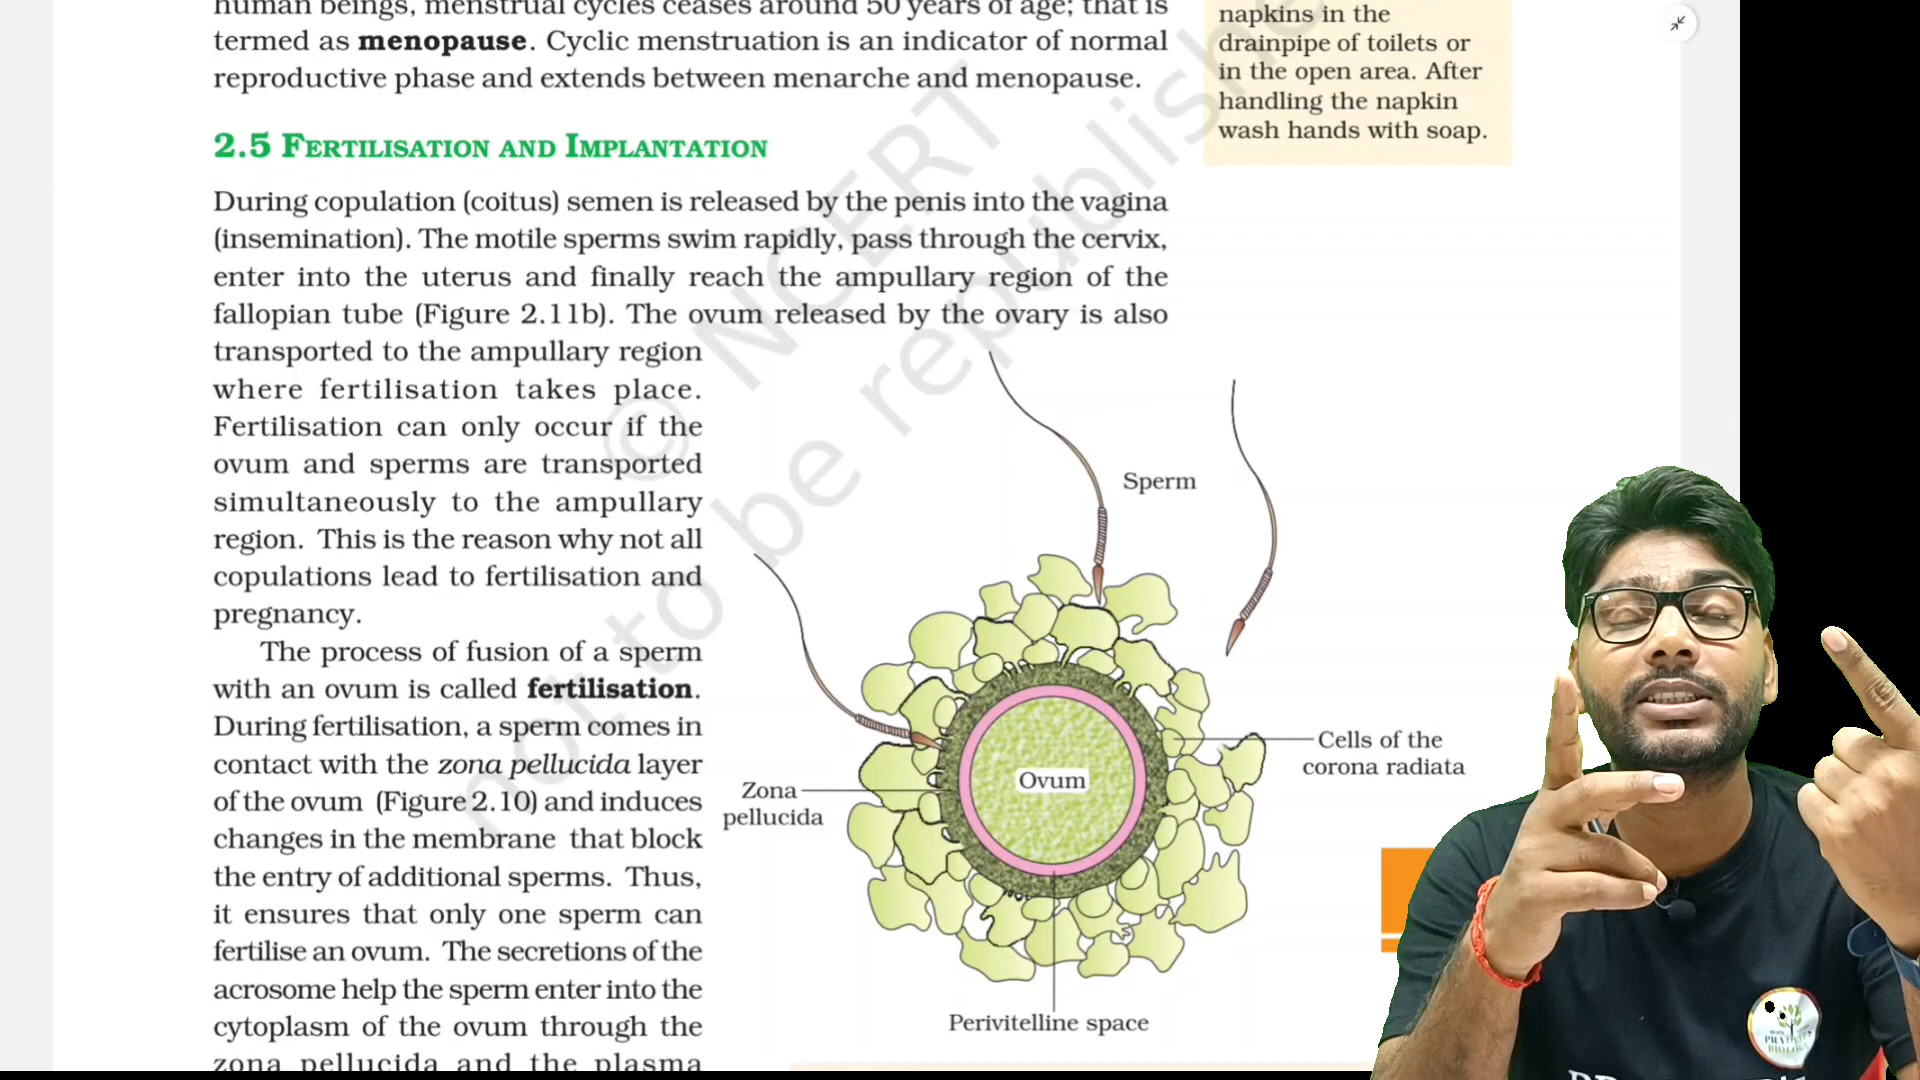 human beings, menstrual cycles ceases around 50 years of age; that is
termed as menopause. Cyclic menstruation is an indicator of normal
reproductive phase and extends between menarche and menopause.
napkins in the
drainpipe of toilets or
in the open area. After
handling the napkin
wash hands with soap.
2.5 FERTILISATION AND IMPLANTATION
During copulation (coitus) semen is released by the penis into the vagina
(insemination). The motile sperms swim rapidly, pass through the cervix,
enter into the uterus and finally reach the ampullary region of the
fallopian tube (Figure 2.11b). The ovum released by the ovary is also
transported to the ampullary region
where fertilisation takes place.
Fertilisation can only occur if the
ovum and sperms are transported
simultaneously to the ampullary
region. This is the reason why not all
copulations lead to fertilisation and
pregnancy.
The process of fusion of a sperm
with an ovum is called fertilisation.
During fertilisation, a sperm comes in
contact with the zona pellucida layer
of the ovum (Figure 2.10) and induces
changes in the membrane that block
the entry of additional sperms. Thus,
it ensures that only one sperm can
fertilise an ovum. The secretions of the
acrosome help the sperm enter into the
cytoplasm of the ovum through the
zona pellucida and the plasma
Sperm
Cells of the
corona radiata
Ovum
Zona
pellucida
Perivitelline space
© NCERT
not to be republished
BIOLOGY